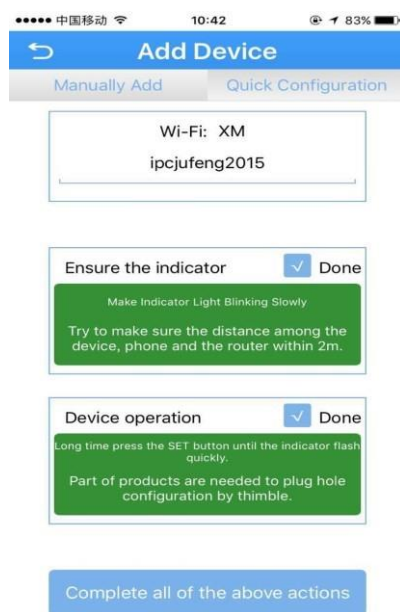 中国移动 10:42 83%
Add Device
Manually Add Quick Configuration
Wi-Fi: XM
ipcjufeng2015
Ensure the indicator Done
Make Indicator Light Blinking Slowly
Try to make sure the distance among the
device, phone and the router within 2m.
Device operation Done
Long time press the SET button until the indicator flash
quickly.
Part of products are needed to plug hole
configuration by thimble.
Complete all of the above actions